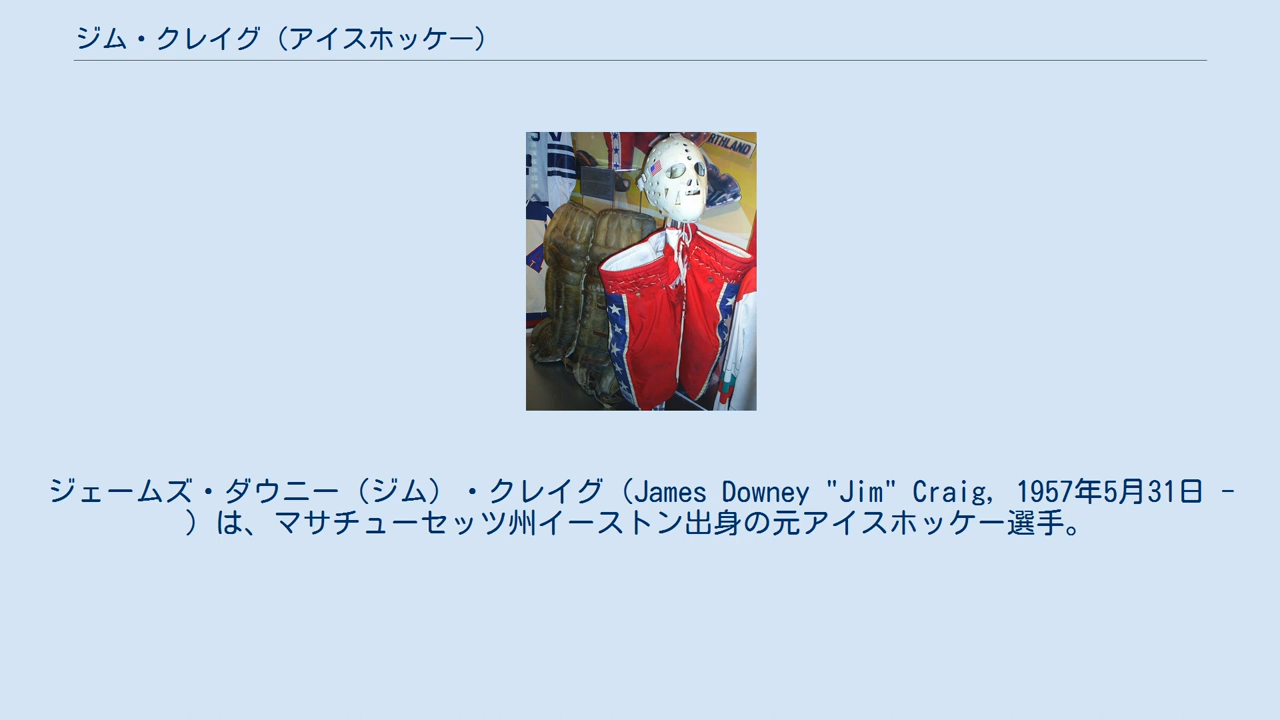 ジム・クレイグ（アイスホッケー）
RTHLAND
ジェームズ・ダウニー（ジム）・クレイグ（James Downey "Jim" Craig, 1957年5月31日 -
）は、マサチューセッツ州イーストン出身の元アイスホッケー選手。